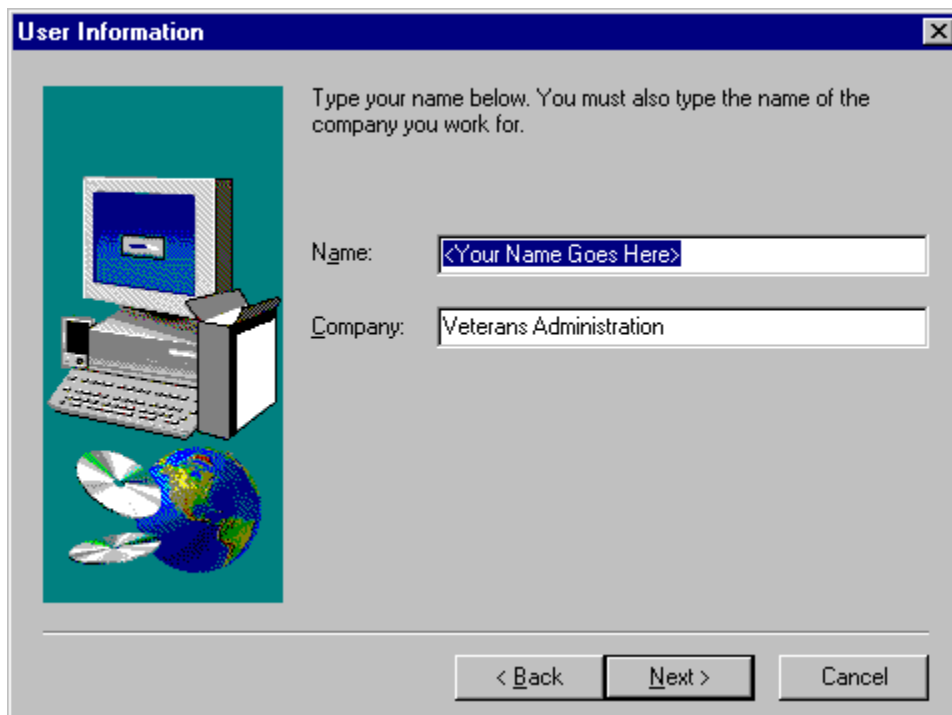 User Information
Type your name below. You must also type the name of the
company you work for.
Name: <Your Name Goes Here>
Company: Veterans Administration
< Back Next > Cancel